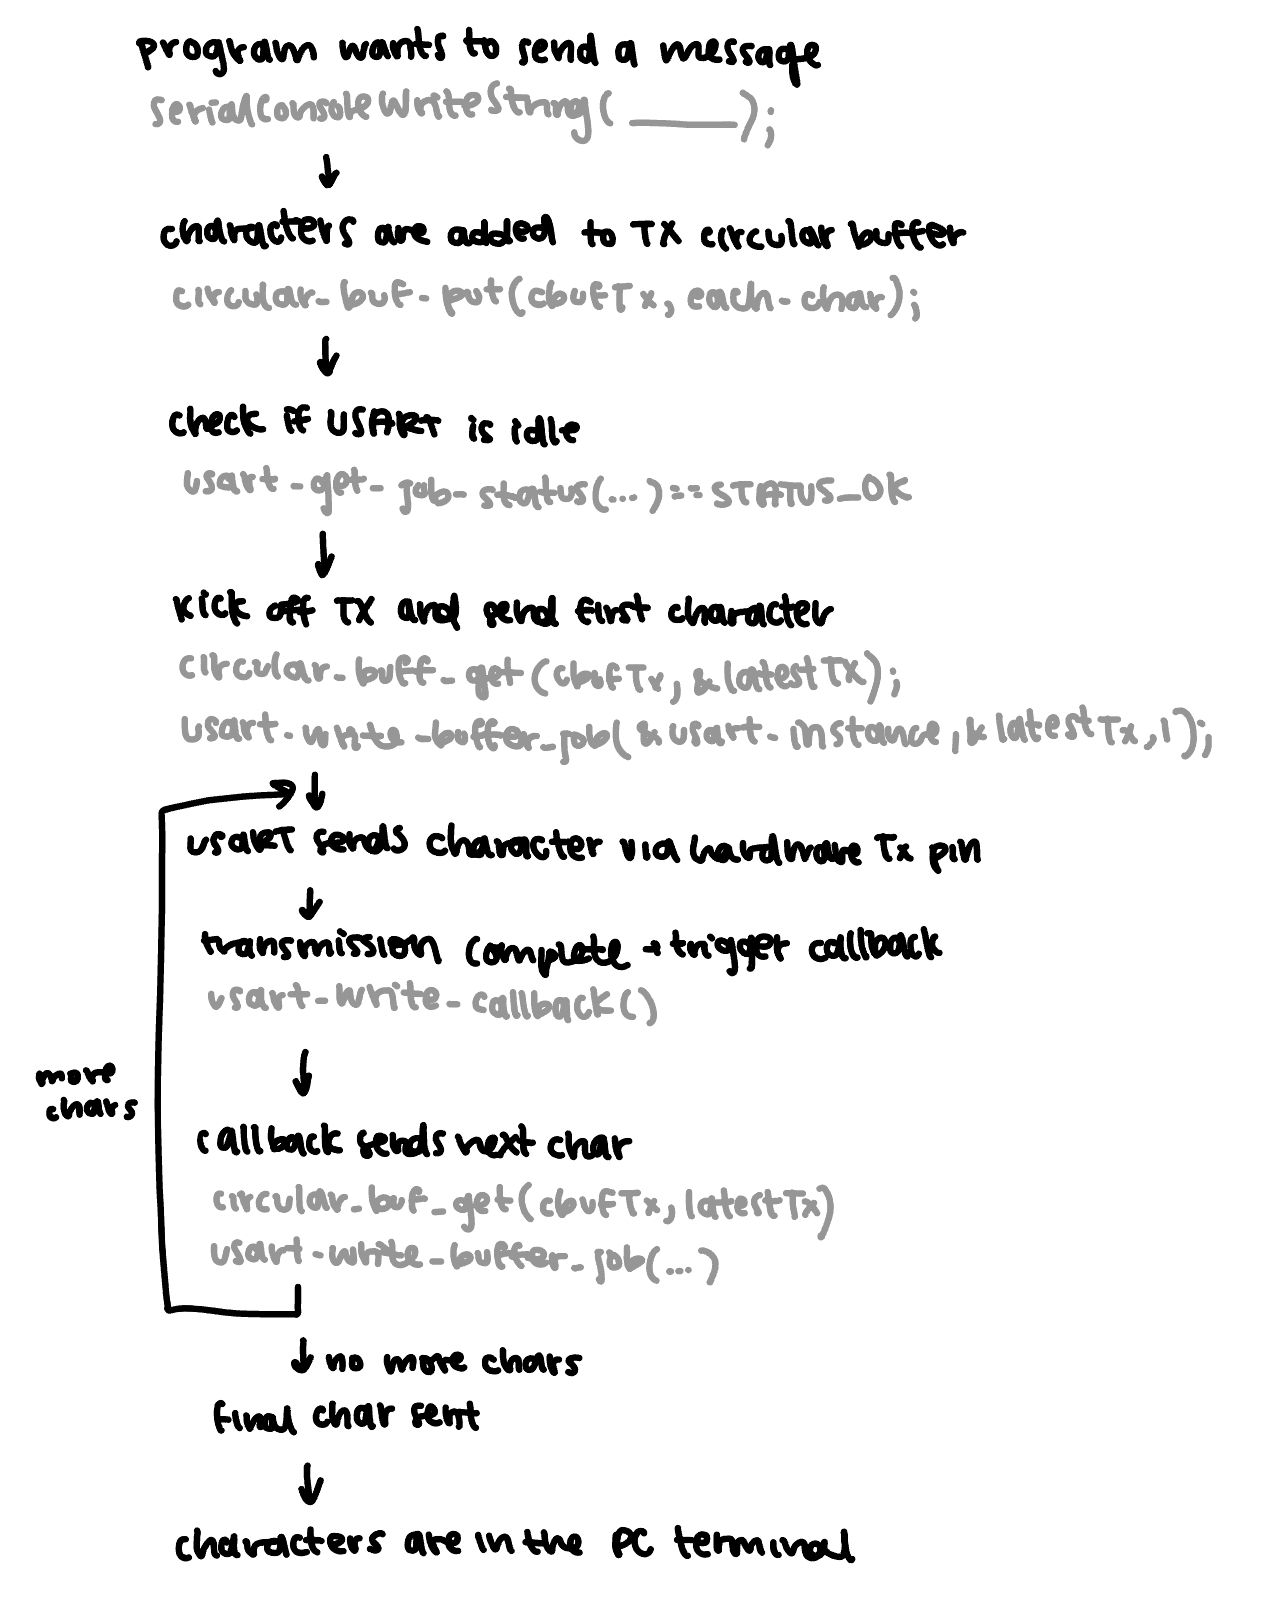 program wants to send a message
SerialConsoleWriteString( ______ );
↓
characters are added to TX circular buffer
circular_buf_put(cbufTx, each_char);
↓
check if USART is idle
usart_get_job_status(...)==STATUS_OK
↓
kick off TX and send first character
circular_buff_get(cbufTx, &latestTX);
usart_write_buffer_job(&usart_instance, &latestTx, 1);
↓
USART sends character via hardware Tx pin
↓
transmission complete → trigger callback
usart_write_callback()
↓
more
chars
callback sends next char
circular_buf_get(cbufTx, latestTx)
usart_write_buffer_job(...)
↓ no more chars
final char sent
↓
characters are in the PC terminal